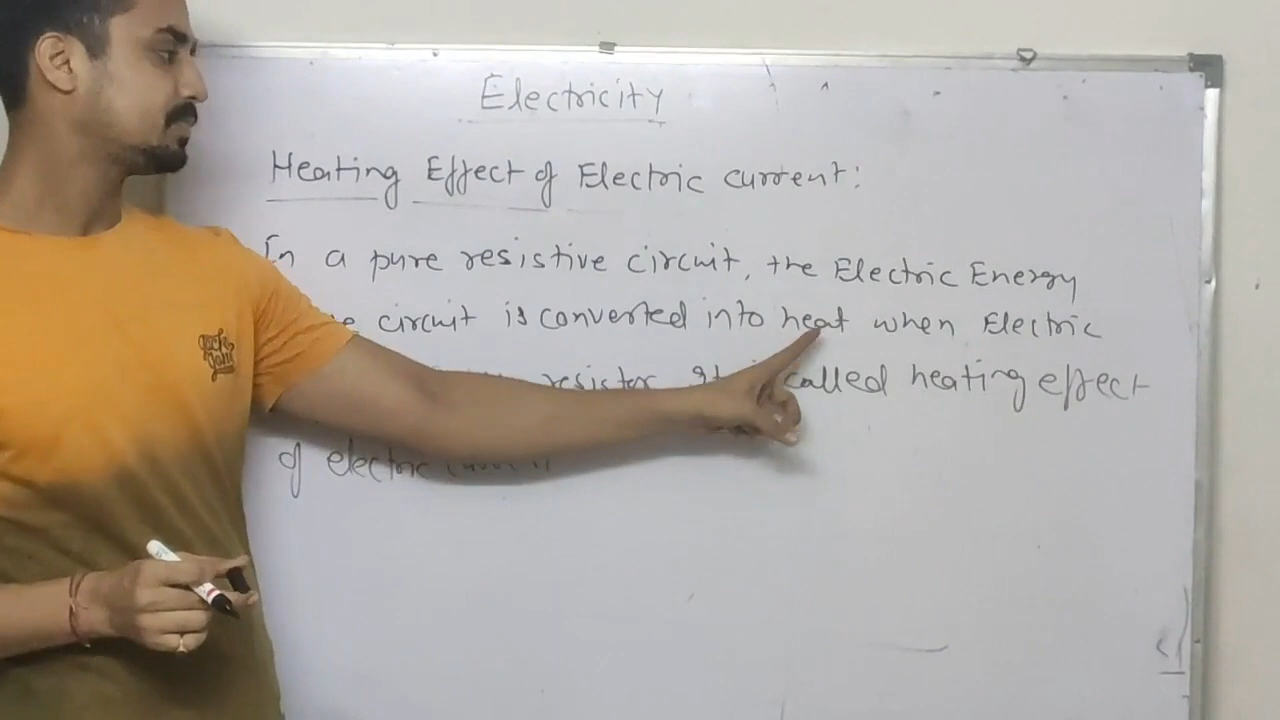 Electricity
Heating Effect of Electric current:
In a pure resistive circuit, the Electric Energy
circuit is converted into heat when Electric
resistor called heating effect
of electric